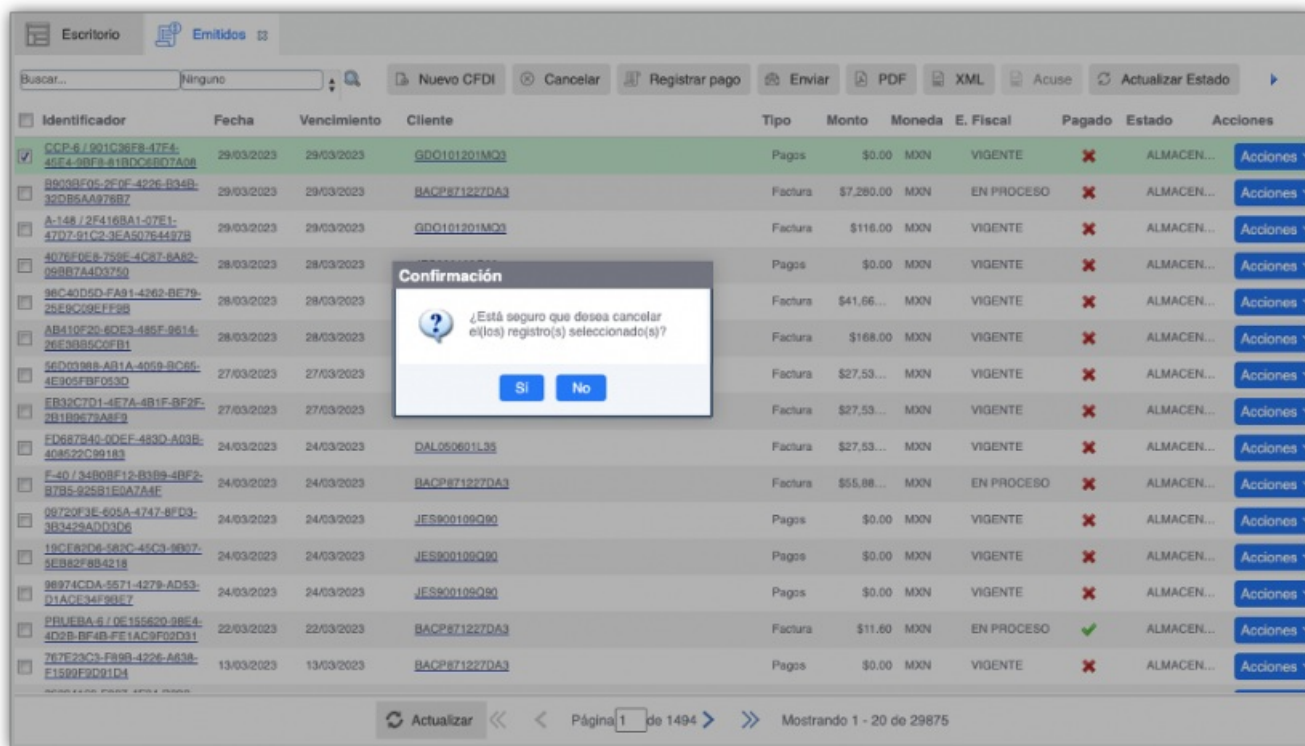 Escritorio Emitidos
Buscar... Ninguno Nuevo CFDI Cancelar Registrar pago Enviar PDF XML Acuse Actualizar Estado
Identificador Fecha Vencimiento Cliente Tipo Monto Moneda E. Fiscal Pagado Estado Acciones
CCP-6 / 901C36F8-47F4-
45E4-9BF8-81BDC6BD7A08 29/03/2023 29/03/2023 GDO101201MQ3 Pagos $0.00 MXN VIGENTE ALMACEN... Acciones
B903BF05-2F0F-4226-B34B-
32DB5AA976B7 29/03/2023 29/03/2023 BACP871227DA3 Factura $7,280.00 MXN EN PROCESO ALMACEN... Acciones
A-148 / 2F416BA1-07E1-
47D7-91C2-3EA50764497B 29/03/2023 29/03/2023 GDO101201MQ3 Factura $116.00 MXN VIGENTE ALMACEN... Acciones
4076F0E8-759E-4C87-8A82-
09BB7A4D3750 28/03/2023 28/03/2023 Pagos $0.00 MXN VIGENTE ALMACEN... Acciones
96C40D5D-FA91-4262-BE79-
25E9C09EFF9B 28/03/2023 28/03/2023 Factura $41,66... MXN VIGENTE ALMACEN... Acciones
AB410F20-6DE3-485F-9614-
26E3BB5C0FB1 28/03/2023 28/03/2023 Factura $168.00 MXN VIGENTE ALMACEN... Acciones
56D03988-AB1A-4059-BC65-
4E905FBF053D 27/03/2023 27/03/2023 Factura $27,53... MXN VIGENTE ALMACEN... Acciones
EB32C7D1-4E7A-4B1F-BF2F-
2B1B9679A8F9 27/03/2023 27/03/2023 Factura $27,53... MXN VIGENTE ALMACEN... Acciones
FD687B40-0DEF-483D-A03B-
408522C99183 24/03/2023 24/03/2023 DAL050601L35 Factura $27,53... MXN VIGENTE ALMACEN... Acciones
F-40 / 34B0BF12-B3B9-4BF2-
B7B5-925B1E0A7A4F 24/03/2023 24/03/2023 BACP871227DA3 Factura $55,88... MXN EN PROCESO ALMACEN... Acciones
09720F3E-605A-4747-8FD3-
3B3429ADD3D6 24/03/2023 24/03/2023 JES900109Q90 Pagos $0.00 MXN VIGENTE ALMACEN... Acciones
19CE82D6-582C-45C3-9B07-
5EB82F8B4218 24/03/2023 24/03/2023 JES900109Q90 Pagos $0.00 MXN VIGENTE ALMACEN... Acciones
98974CDA-5571-4279-AD53-
D1ACE34F9BE7 24/03/2023 24/03/2023 JES900109Q90 Pagos $0.00 MXN VIGENTE ALMACEN... Acciones
PRUEBA-6 / 0E155620-98E4-
4D2B-BF4B-FE1AC9F02D31 22/03/2023 22/03/2023 BACP871227DA3 Factura $11.60 MXN EN PROCESO ALMACEN... Acciones
767E23C3-F89B-4226-A638-
F1599F9D91D4 13/03/2023 13/03/2023 BACP871227DA3 Pagos $0.00 MXN VIGENTE ALMACEN... Acciones
Confirmación
¿Está seguro que desea cancelar
el(los) registro(s) seleccionado(s)?
Sí No
Actualizar Página 1 de 1494 Mostrando 1 - 20 de 29875